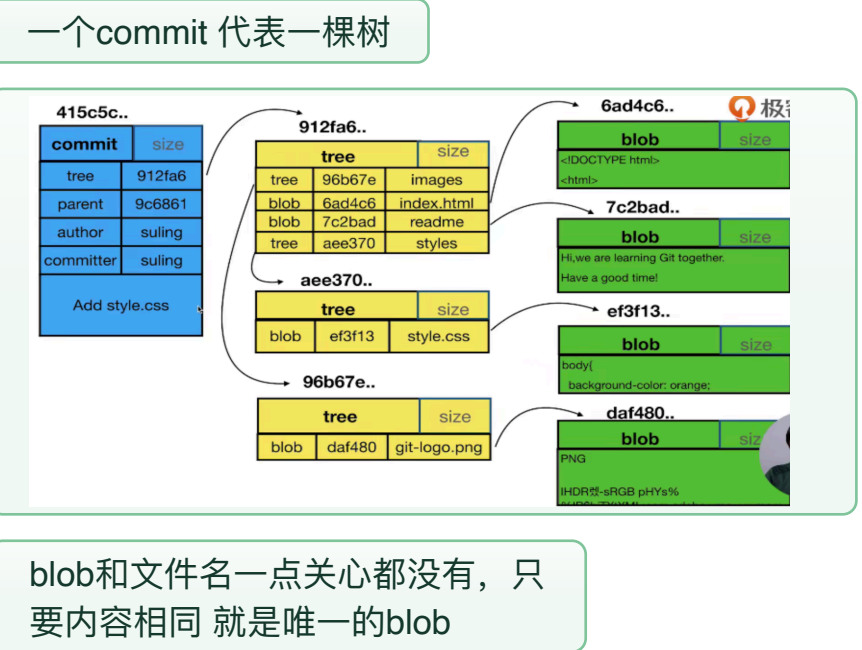 一个commit 代表一棵树
415c5c..
commit size
tree 912fa6
parent 9c6861
author suling
committer suling
Add style.css
912fa6..
tree size
tree 96b67e images
blob 6ad4c6 index.html
blob 7c2bad readme
tree aee370 styles
aee370..
tree size
blob ef3f13 style.css
96b67e..
tree size
blob daf480 git-logo.png
6ad4c6..
极
blob size
<!DOCTYPE html>
<html>
7c2bad..
blob size
Hi,we are learning Git together.
Have a good time!
ef3f13..
blob size
body{
background-color: orange;
daf480..
blob siz
PNG
blob和文件名一点关心都没有，只
要内容相同 就是唯一的blob